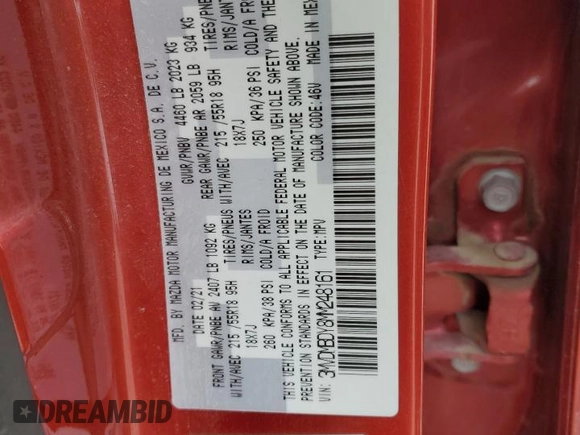 MFD. BY MAZDA MOTOR MANUFACTURING DE MEXICO S.A. DE C.V.
DATE 02/21 GVWR/PNBV 4460 LB 2023 KG
FRONT GAWR/PNBE AV 2407 LB 1092 KG REAR GAWR/PNBE AR 2059 LB 934 KG
WITH/AVEC 215 /55R18 95H TIRES/PNEUS WITH/AVEC 215 /55R18 95H TIRES/PNE
18X7J RIMS/JANTES 18X7J RIMS/JANTE
260 KPA/38 PSI COLD/A FROID 250 KPA/36 PSI COLD/A FRO
THIS VEHICLE CONFORMS TO ALL APPLICABLE FEDERAL MOTOR VEHICLE SAFETY AND THE
PREVENTION STANDARDS IN EFFECT ON THE DATE OF MANUFACTURE SHOWN ABOVE.
VIN: 3MVDMBDY8MM248161 TYPE:MPV COLOR CODE:46V MADE IN MEX
DREAMBID